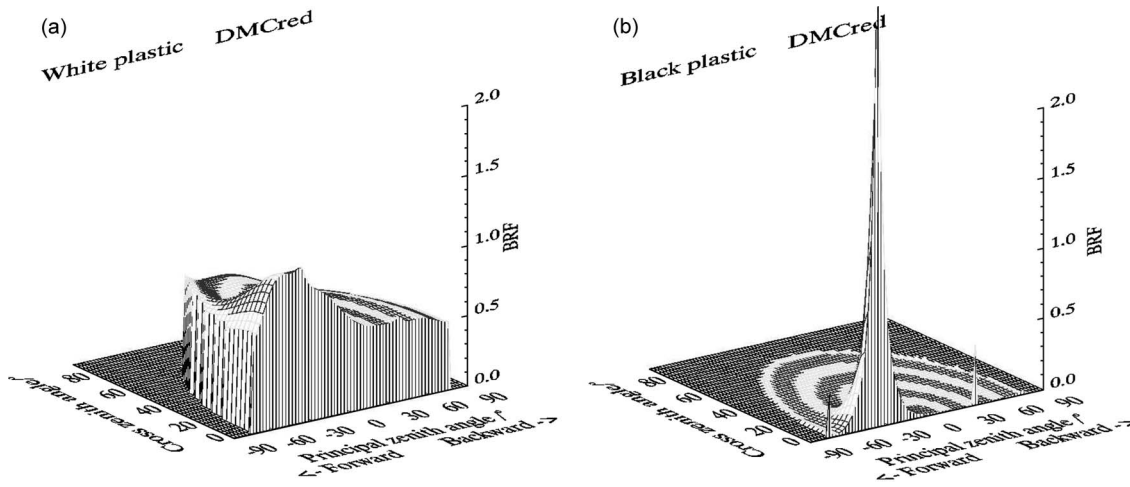 (a)
White plastic DMCred
2.0
1.5
1.0
0.5
0.0
BRF
80
60
40
20
0
Cross zenith angle f
-90
-60
-30
0
30
60
90
Principal zenith angle f
<- Forward Backward ->
(b)
Black plastic DMCred
2.0
1.5
1.0
0.5
0.0
BRF
80
60
40
20
0
Cross zenith angle f
-90
-60
-30
0
30
60
90
Principal zenith angle f
<- Forward Backward ->